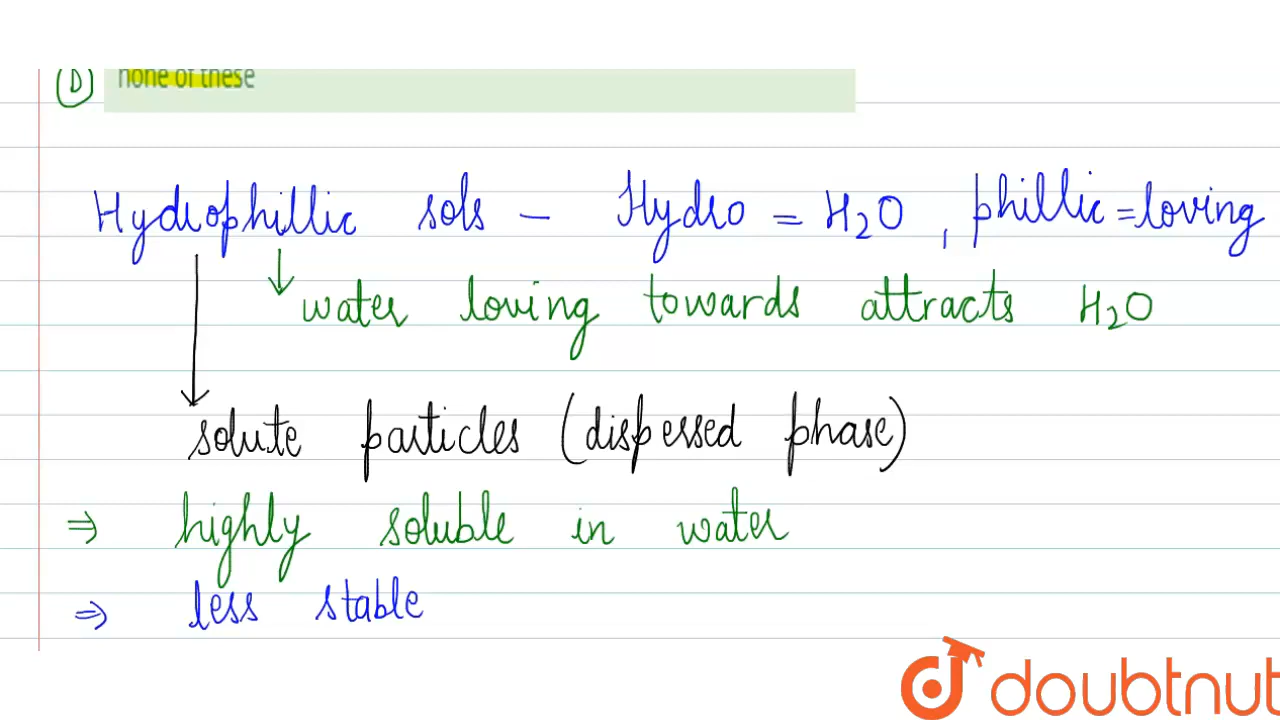 D none of these
Hydrophillic sols - Hydro = H2O, phillic = loving
water loving towards attracts H2O
solute particles (dispessed phase)
⇒ highly soluble in water
⇒ less stable
doubtnut